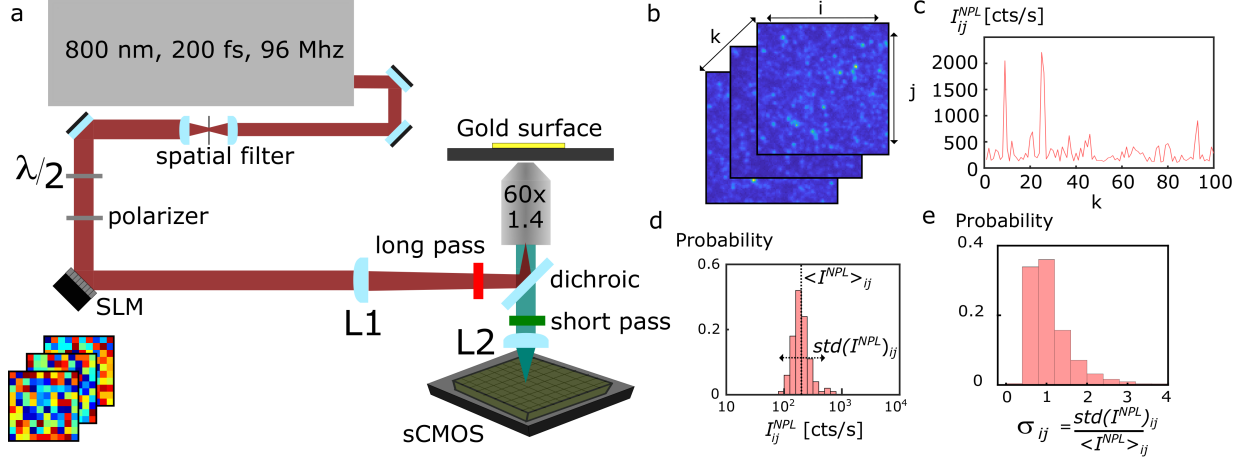 a
800 nm, 200 fs, 96 Mhz
spatial filter
λ/2
polarizer
SLM
L1
long pass
Gold surface
60x
1.4
dichroic
short pass
L2
sCMOS
b
i
k
j
c
I_ij^NPL [cts/s]
2000
1500
1000
500
0
0 20 40 60 80 100
k
d
Probability
0.6
0.2
0
<I^NPL>_ij
std(I^NPL)_ij
10 10^2 10^3 10^4
I_ij^NPL [cts/s]
e
Probability
0.4
0.2
0
0 1 2 3 4
σ_ij = std(I^NPL)_ij
<I^NPL>_ij